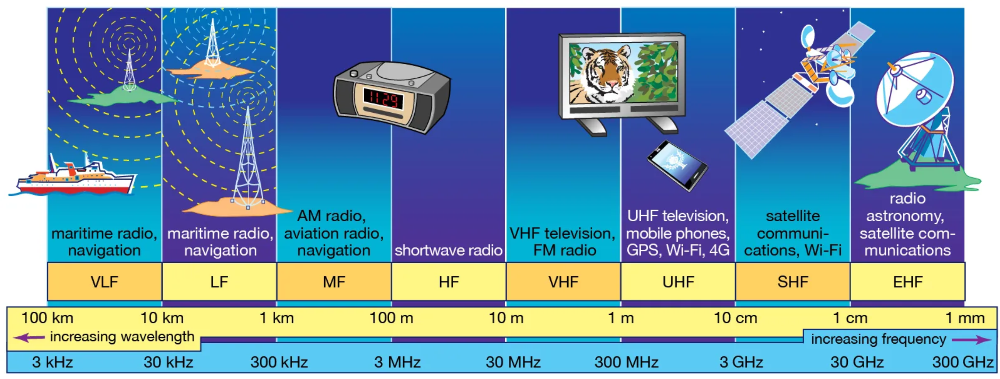 11 29
AM radio,
aviation radio,
navigation
maritime radio,
navigation
maritime radio,
navigation
shortwave radio
VHF television,
FM radio
UHF television,
mobile phones,
GPS, Wi-Fi, 4G
satellite
communi-
cations, Wi-Fi
radio
astronomy,
satellite com-
munications
VLF LF MF HF VHF UHF SHF EHF
100 km 10 km 1 km 100 m 10 m 1 m 10 cm 1 cm 1 mm
increasing wavelength
increasing frequency
3 kHz 30 kHz 300 kHz 3 MHz 30 MHz 300 MHz 3 GHz 30 GHz 300 GHz